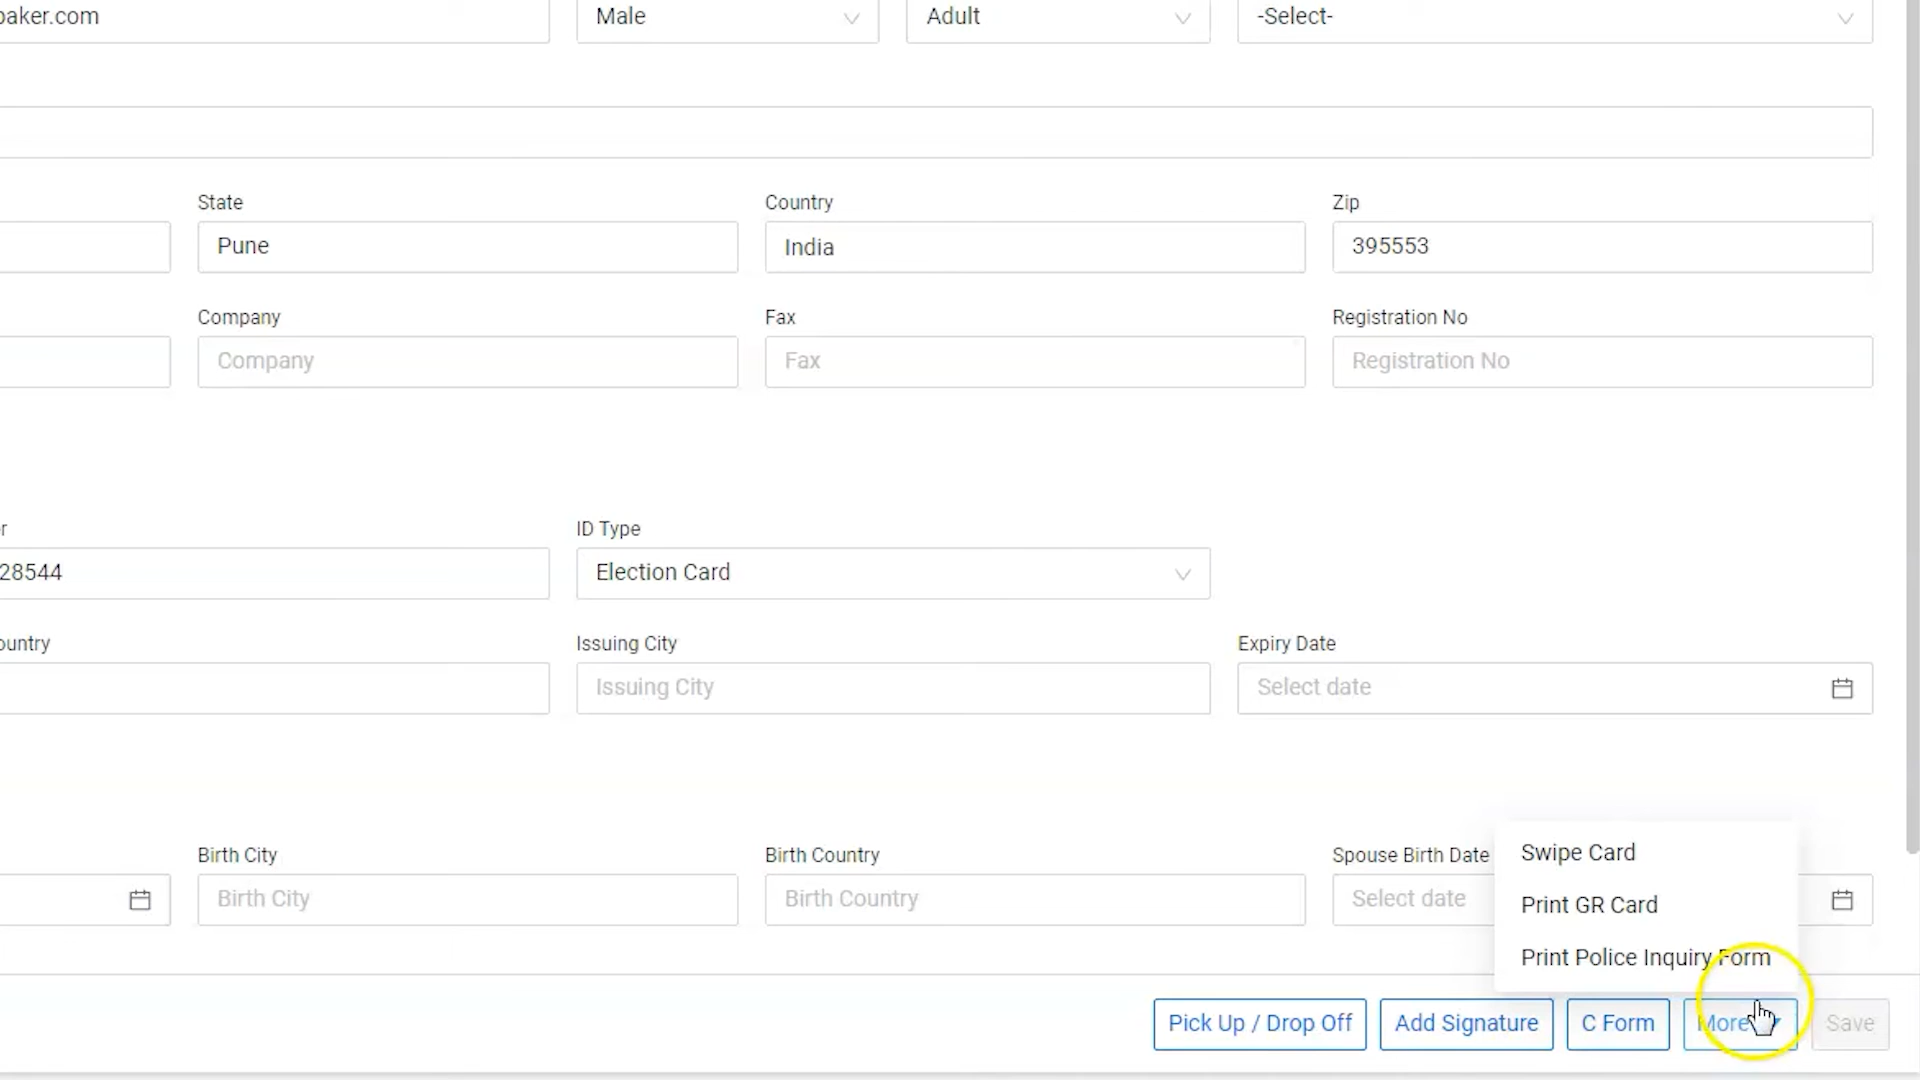 baker.com Male Adult -Select-
State Country Zip
Pune India 395553
Company Fax Registration No
Company Fax Registration No
r ID Type
28544 Election Card
ountry Issuing City Expiry Date
Issuing City Select date
Birth City Birth Country Spouse Birth Date
Birth City Birth Country Select date
Swipe Card
Print GR Card
Print Police Inquiry Form
Pick Up / Drop Off Add Signature C Form More Save